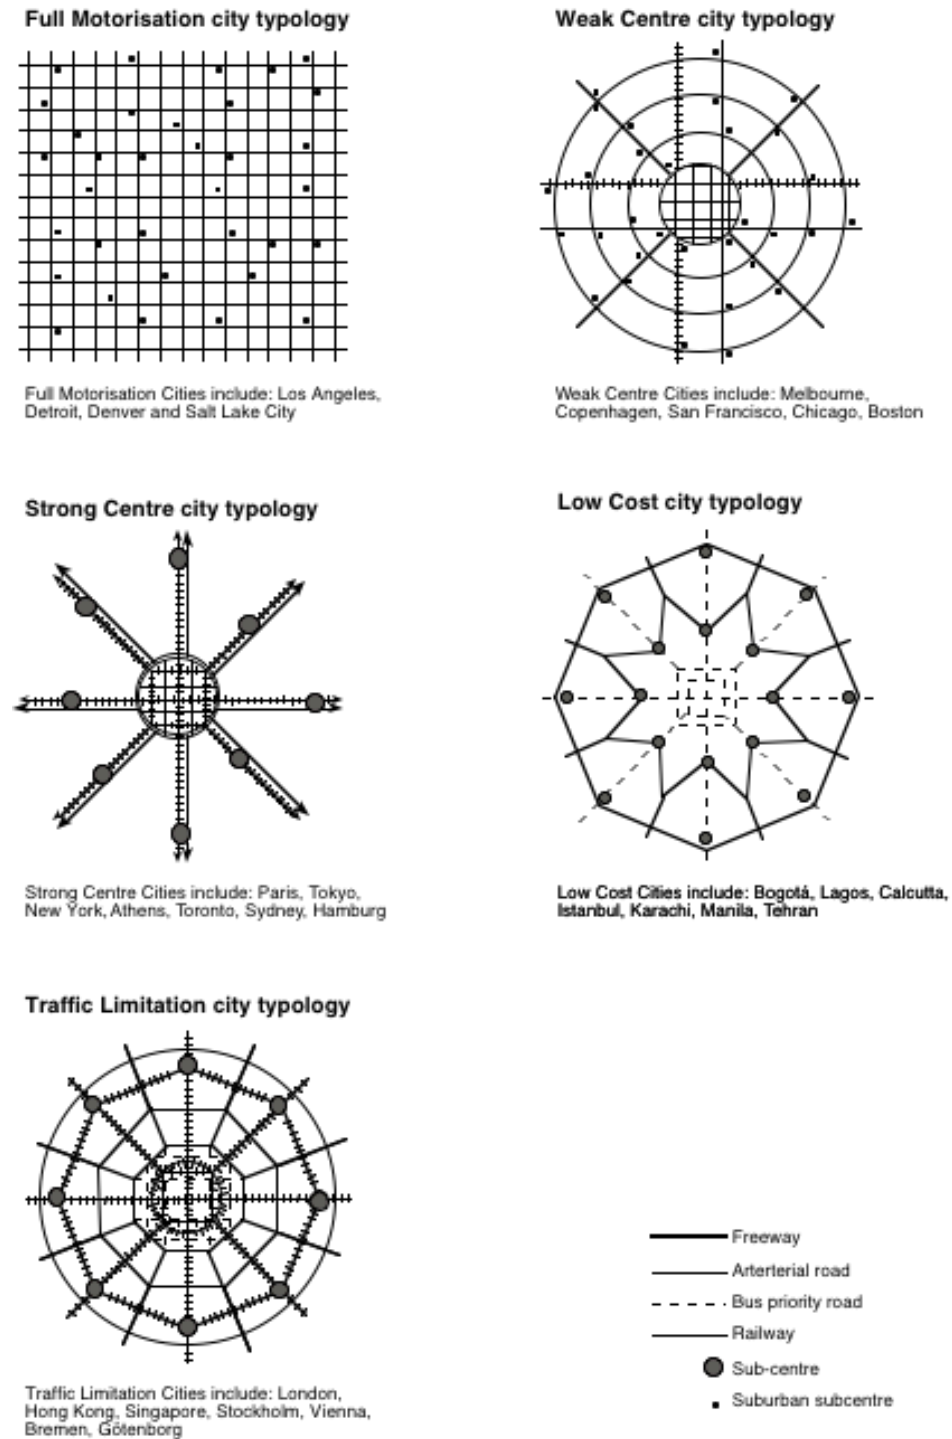 Full Motorisation city typology
Full Motorisation Cities include: Los Angeles,
Detroit, Denver and Salt Lake City
Weak Centre city typology
Weak Centre Cities include: Melbourne,
Copenhagen, San Francisco, Chicago, Boston
Strong Centre city typology
Strong Centre Cities include: Paris, Tokyo,
New York, Athens, Toronto, Sydney, Hamburg
Low Cost city typology
Low Cost Cities include: Bogotá, Lagos, Calcutta,
Istanbul, Karachi, Manila, Tehran
Traffic Limitation city typology
Traffic Limitation Cities include: London,
Hong Kong, Singapore, Stockholm, Vienna,
Bremen, Götenborg
Freeway
Arterterial road
Bus priority road
Railway
Sub-centre
Suburban subcentre